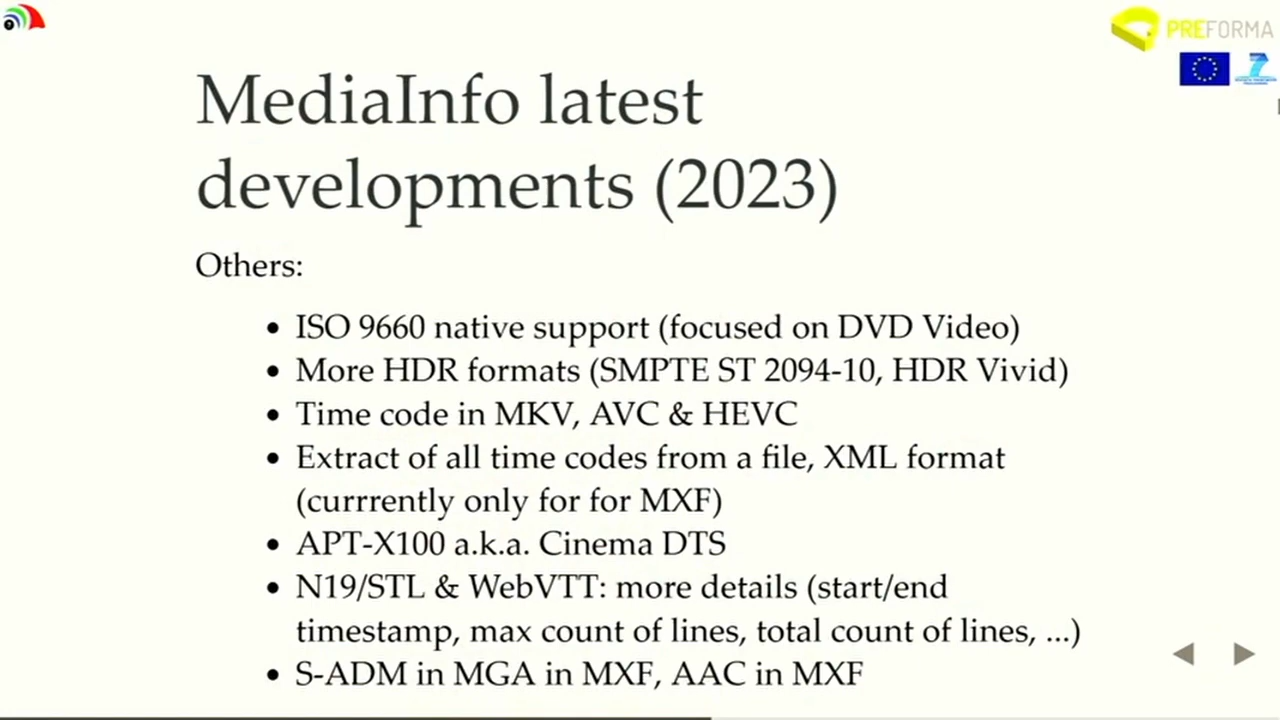 PREFORMA
MediaInfo latest
developments (2023)
Others:
• ISO 9660 native support (focused on DVD Video)
• More HDR formats (SMPTE ST 2094-10, HDR Vivid)
• Time code in MKV, AVC & HEVC
• Extract of all time codes from a file, XML format
(currrently only for for MXF)
• APT-X100 a.k.a. Cinema DTS
• N19/STL & WebVTT: more details (start/end
timestamp, max count of lines, total count of lines, ...)
• S-ADM in MGA in MXF, AAC in MXF